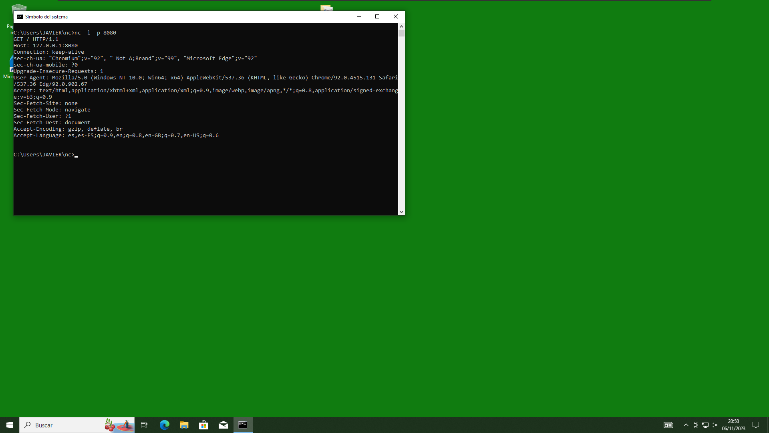 Símbolo del sistema
C:\Users\JAVIER\nc>nc -l -p 8080
GET / HTTP/1.1
Host: 127.0.0.1:8080
Connection: keep-alive
sec-ch-ua: "Chromium";v="92", " Not A;Brand";v="99", "Microsoft Edge";v="92"
sec-ch-ua-mobile: ?0
Upgrade-Insecure-Requests: 1
User-Agent: Mozilla/5.0 (Windows NT 10.0; Win64; x64) AppleWebKit/537.36 (KHTML, like Gecko) Chrome/92.0.4515.131 Safari
/537.36 Edg/92.0.902.67
Accept: text/html,application/xhtml+xml,application/xml;q=0.9,image/webp,image/apng,*/*;q=0.8,application/signed-exchang
e;v=b3;q=0.9
Sec-Fetch-Site: none
Sec-Fetch-Mode: navigate
Sec-Fetch-User: ?1
Sec-Fetch-Dest: document
Accept-Encoding: gzip, deflate, br
Accept-Language: es,es-ES;q=0.9,en;q=0.8,en-GB;q=0.7,en-US;q=0.6
C:\Users\JAVIER\nc>
Buscar